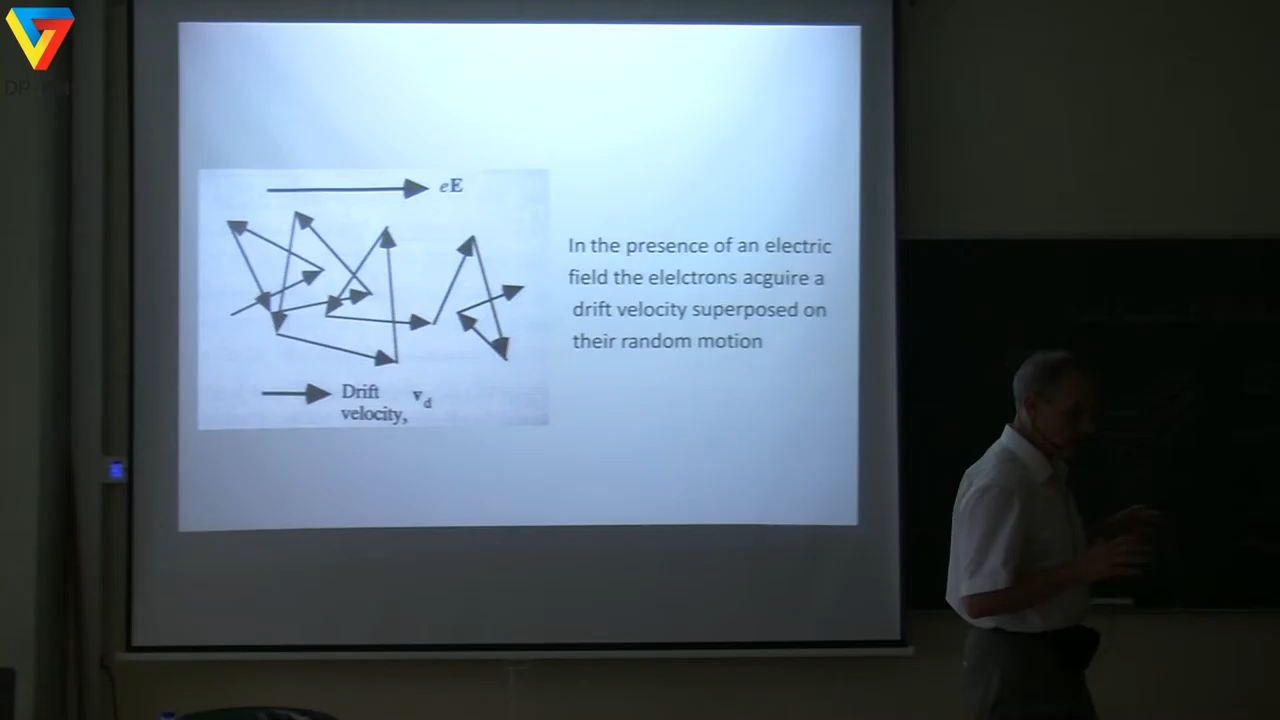 eE
Drift vd
velocity,
In the presence of an electric
field the elelctrons acguire a
drift velocity superposed on
their random motion